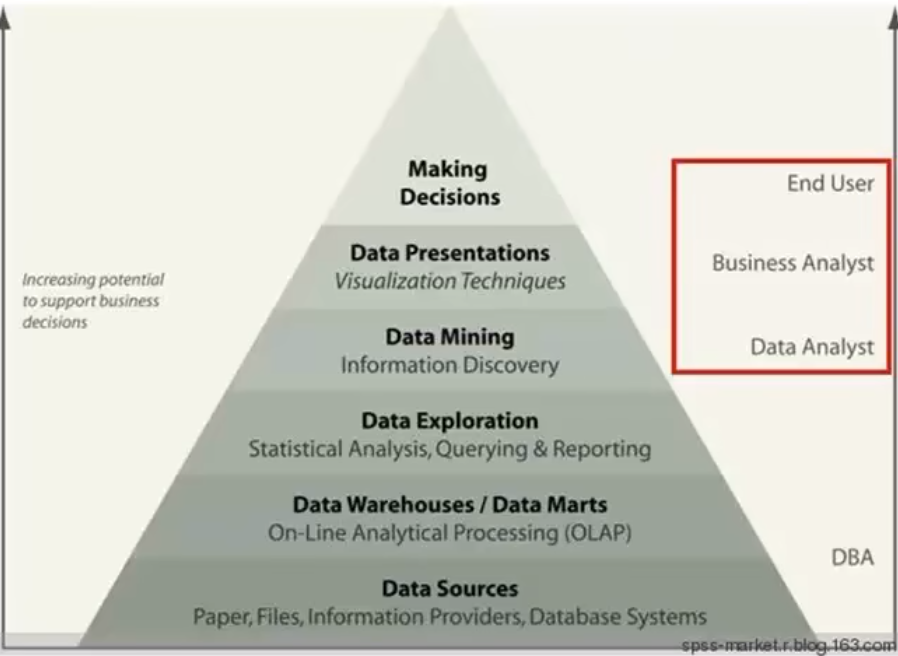 Making
Decisions
End User
Data Presentations
Visualization Techniques
Business Analyst
Increasing potential
to support business
decisions
Data Mining
Information Discovery
Data Analyst
Data Exploration
Statistical Analysis, Querying & Reporting
Data Warehouses / Data Marts
On-Line Analytical Processing (OLAP)
DBA
Data Sources
Paper, Files, Information Providers, Database Systems
spss-market.r.blog.163.com